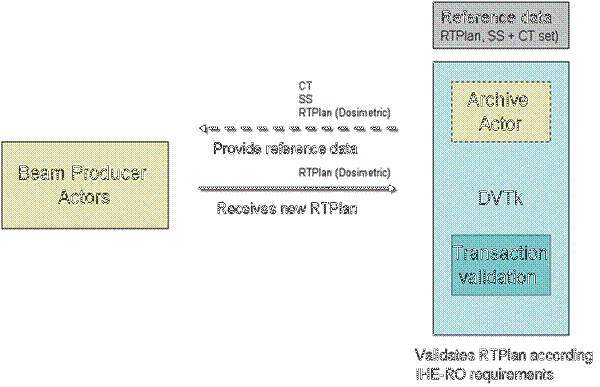 Reference data
RTPlan, SS + CT set)
CT
SS
RTPlan (Dosimetric)
Provide reference data
RTPlan (Dosimetric)
Receives new RTPlan
Beam Producer
Actors
Archive
Actor
DVTk
Transaction
validation
Validates RTPlan according
IHE-RO requirements